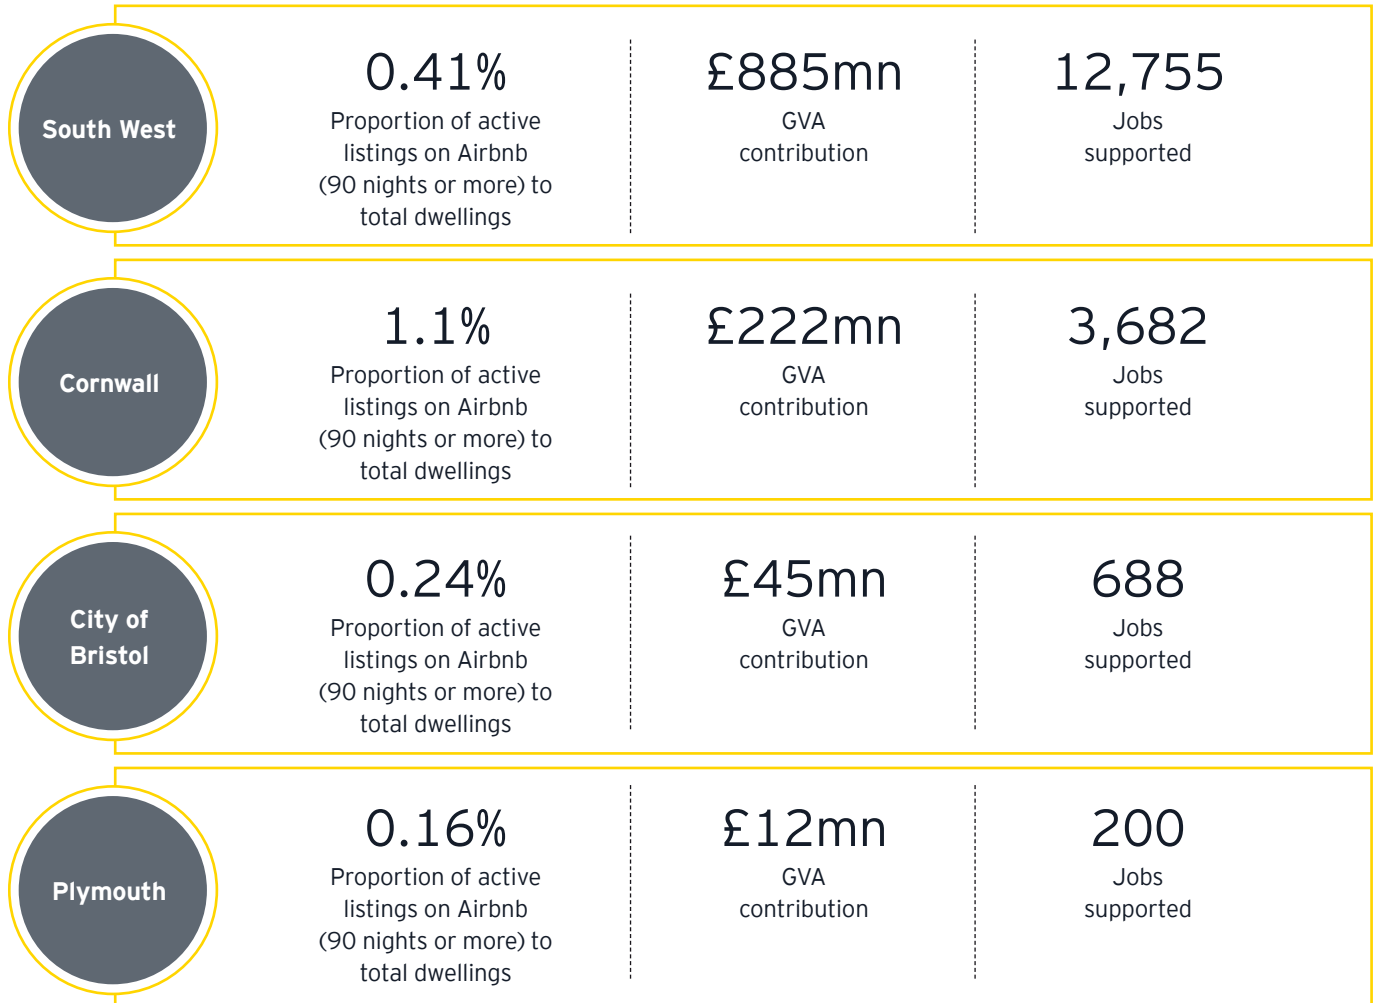 South West
0.41%
Proportion of active
listings on Airbnb
(90 nights or more) to
total dwellings
£885mn
GVA
contribution
12,755
Jobs
supported
Cornwall
1.1%
Proportion of active
listings on Airbnb
(90 nights or more) to
total dwellings
£222mn
GVA
contribution
3,682
Jobs
supported
City of
Bristol
0.24%
Proportion of active
listings on Airbnb
(90 nights or more) to
total dwellings
£45mn
GVA
contribution
688
Jobs
supported
Plymouth
0.16%
Proportion of active
listings on Airbnb
(90 nights or more) to
total dwellings
£12mn
GVA
contribution
200
Jobs
supported